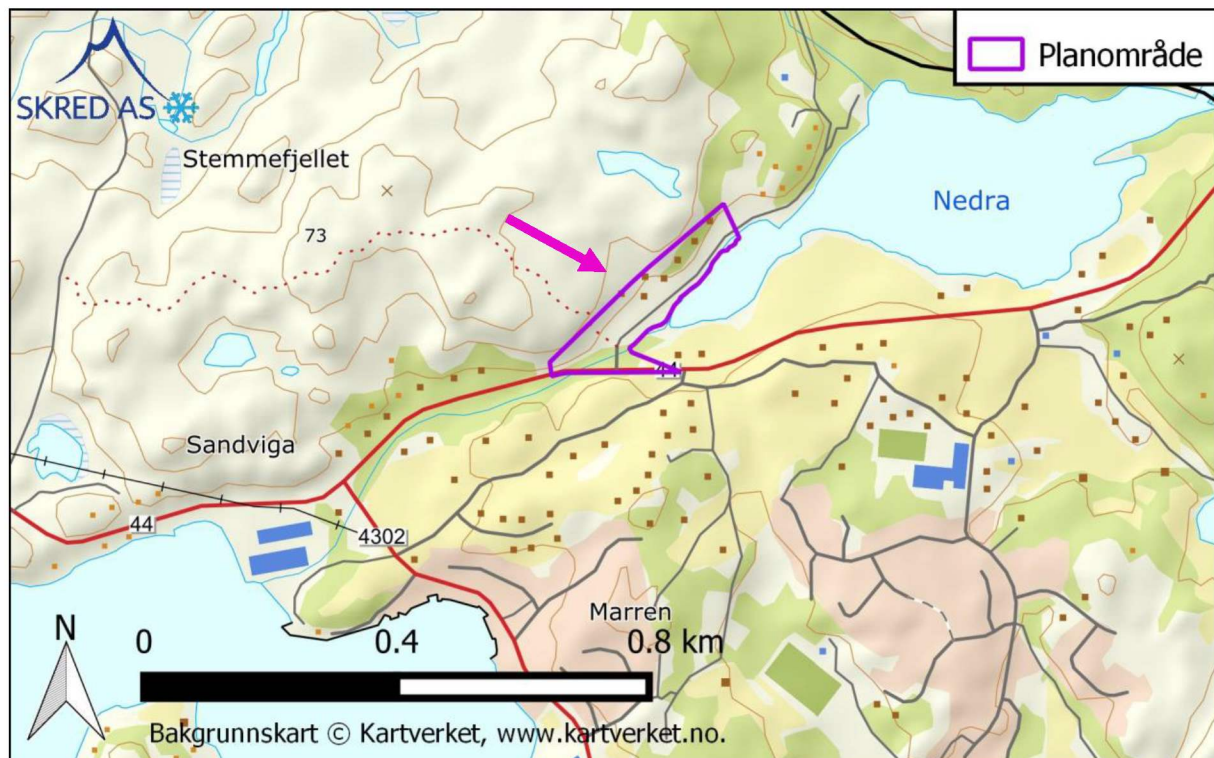 SKRED AS
Planområde
Stemmefjellet
73
Nedra
44
Sandviga
44
4302
Marren
N
0 0.4 0.8 km
Bakgrunnskart © Kartverket, www.kartverket.no.